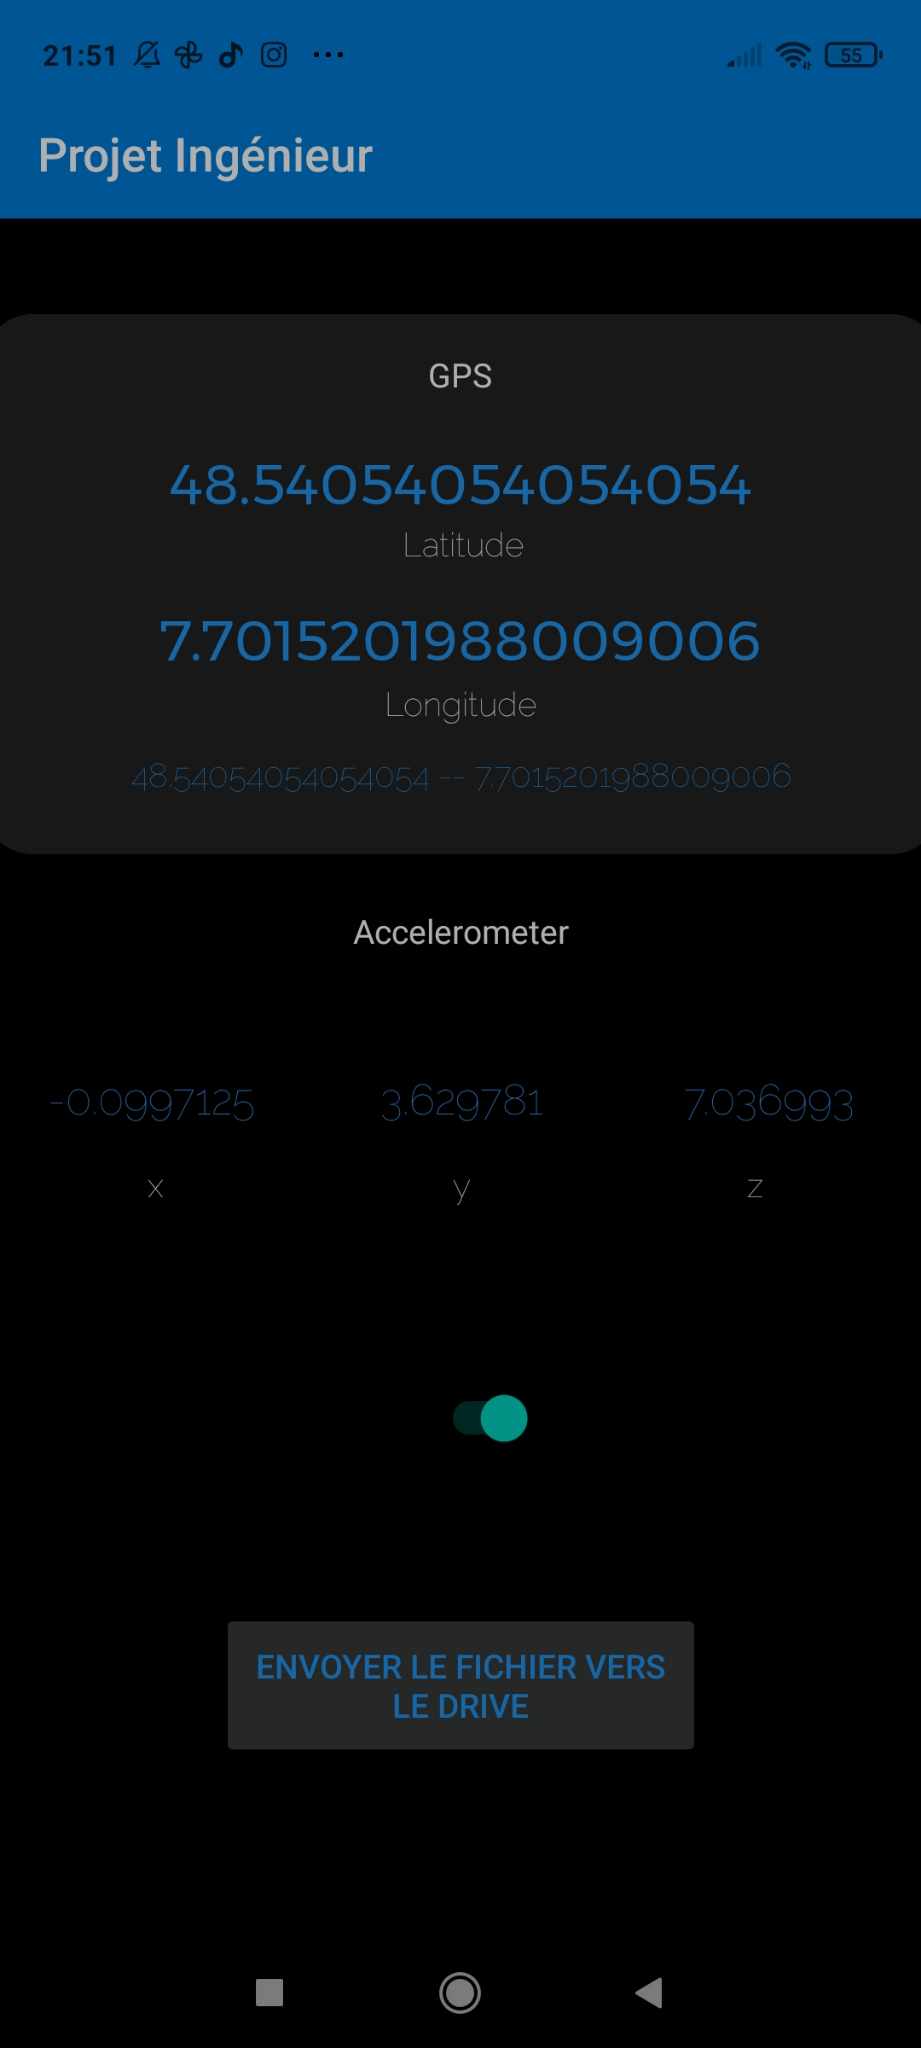 21:51 55
Projet Ingénieur
GPS
48.54054054054054
Latitude
7.7015201988009006
Longitude
48.54054054054054 -- 7.7015201988009006
Accelerometer
-0.0997125 3.629781 7.036993
x y z
ENVOYER LE FICHIER VERS
LE DRIVE